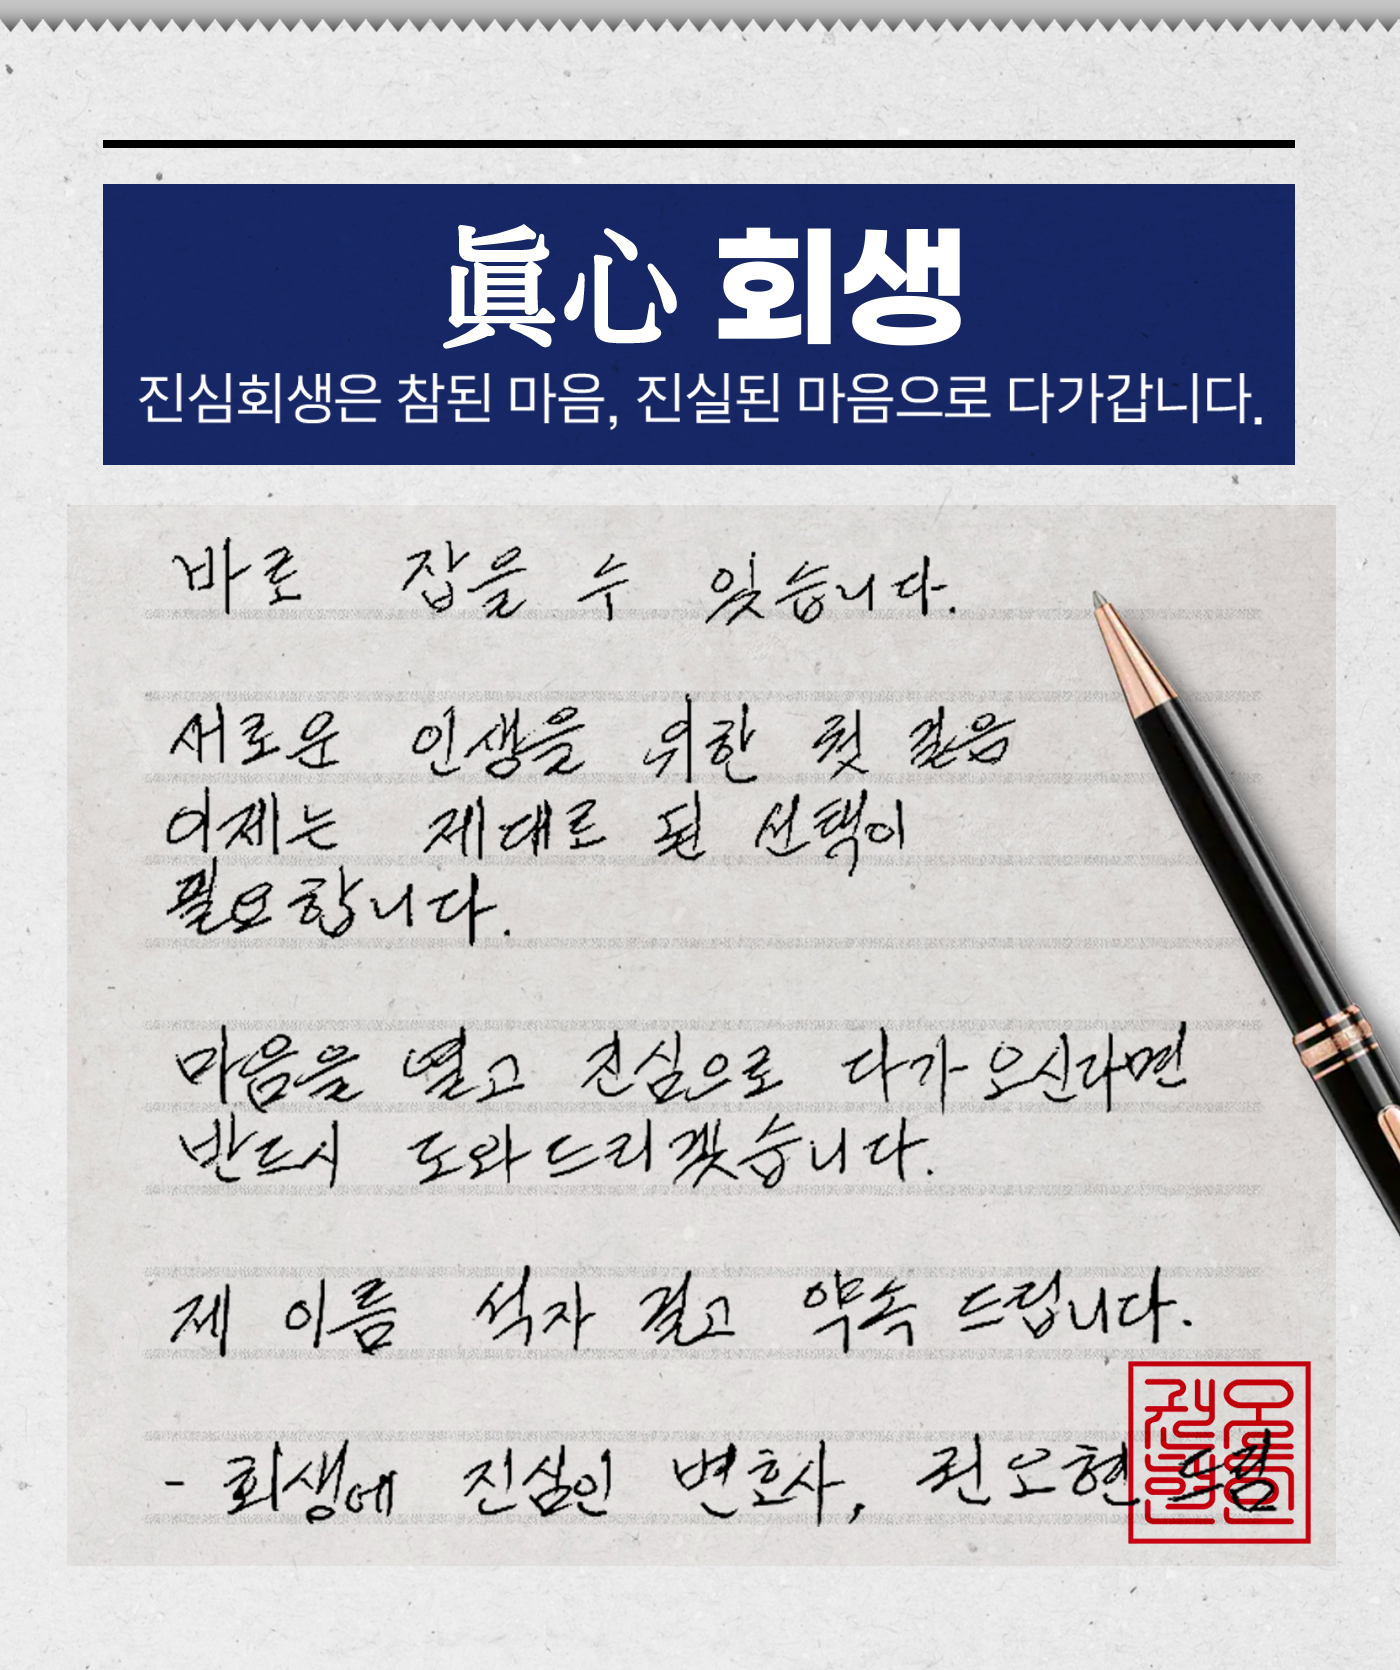 眞心 회생
진심회생은 참된 마음, 진실된 마음으로 다가갑니다.
바로 잡을 수 있습니다.
새로운 인생을 위한 첫 걸음
이제는 제대로 된 선택이
필요합니다.
마음을 열고 진심으로 다가오신다면
반드시 도와드리겠습니다.
제 이름 석자 걸고 약속 드립니다.
- 회생에 진심인 변호사, 권오현 드림